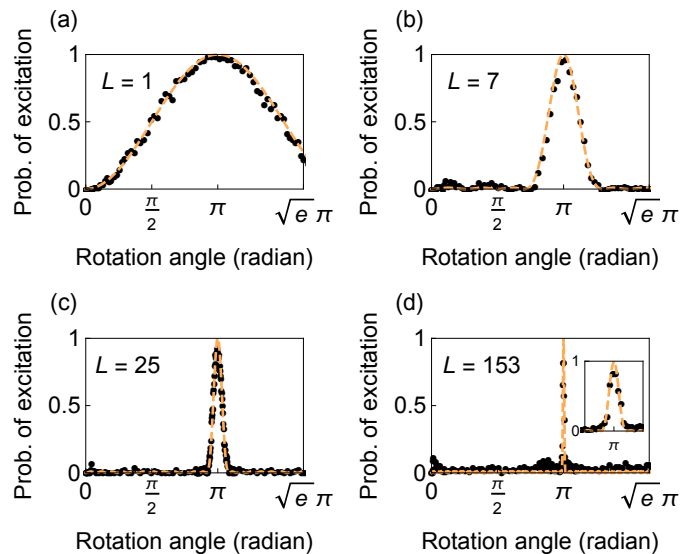 (a)
Prob. of excitation
1
0.5
0
L = 1
0
π/2
π
√e π
Rotation angle (radian)
(b)
Prob. of excitation
1
0.5
0
L = 7
0
π/2
π
√e π
Rotation angle (radian)
(c)
Prob. of excitation
1
0.5
0
L = 25
0
π/2
π
√e π
Rotation angle (radian)
(d)
Prob. of excitation
1
0.5
0
L = 153
1
0
π
0
π/2
π
√e π
Rotation angle (radian)